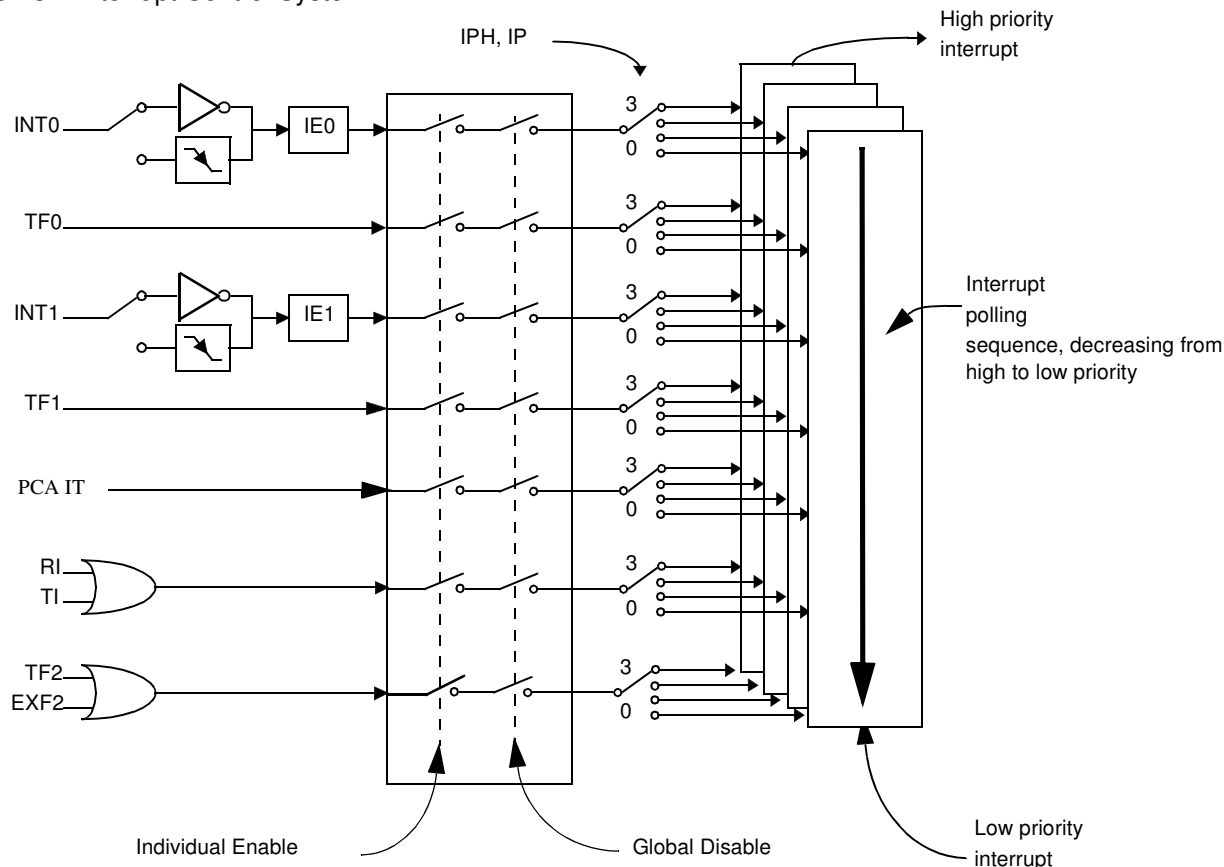 IPH, IP
High priority
interrupt
INT0
IE0
3
0
TF0
3
0
INT1
IE1
3
0
Interrupt
polling
sequence, decreasing from
high to low priority
TF1
3
0
PCA IT
3
0
RI
TI
3
0
TF2
EXF2
3
0
Individual Enable
Global Disable
Low priority
interrupt